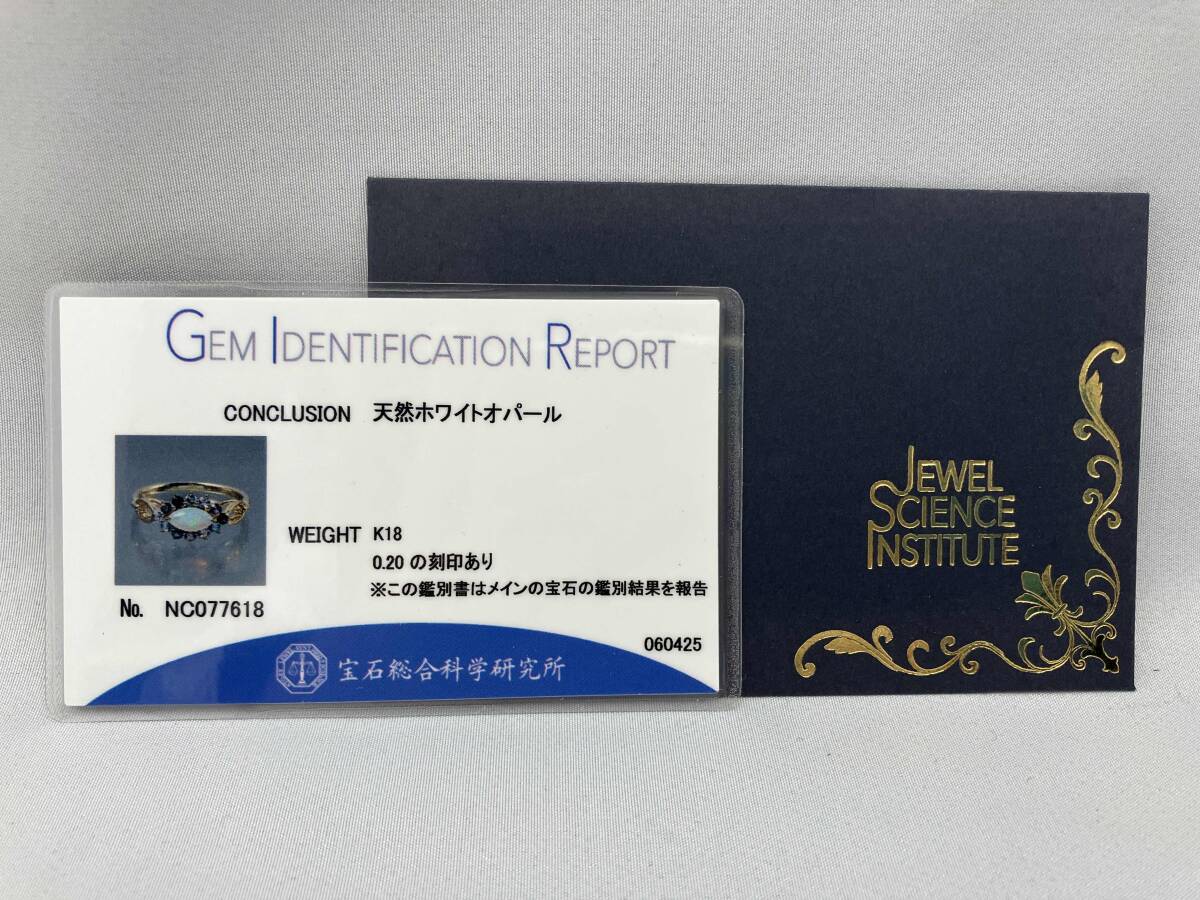 GEM IDENTIFICATION REPORT
CONCLUSION 天然ホワイトオパール
WEIGHT K18
0.20 の刻印あり
※この鑑別書はメインの宝石の鑑別結果を報告
No. NC077618
060425
宝石総合科学研究所
JEWEL
SCIENCE
INSTITUTE